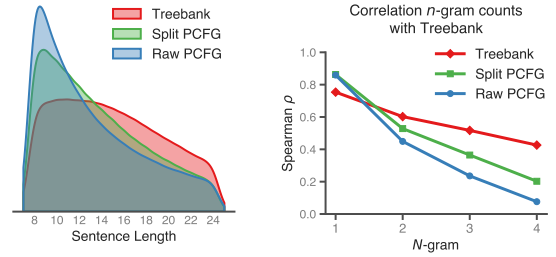 Treebank
Split PCFG
Raw PCFG
8 10 12 14 16 18 20 22 24
Sentence Length
Correlation n-gram counts
with Treebank
Treebank
Split PCFG
Raw PCFG
1.0
0.8
0.6
0.4
0.2
0.0
Spearman ρ
1 2 3 4
N-gram